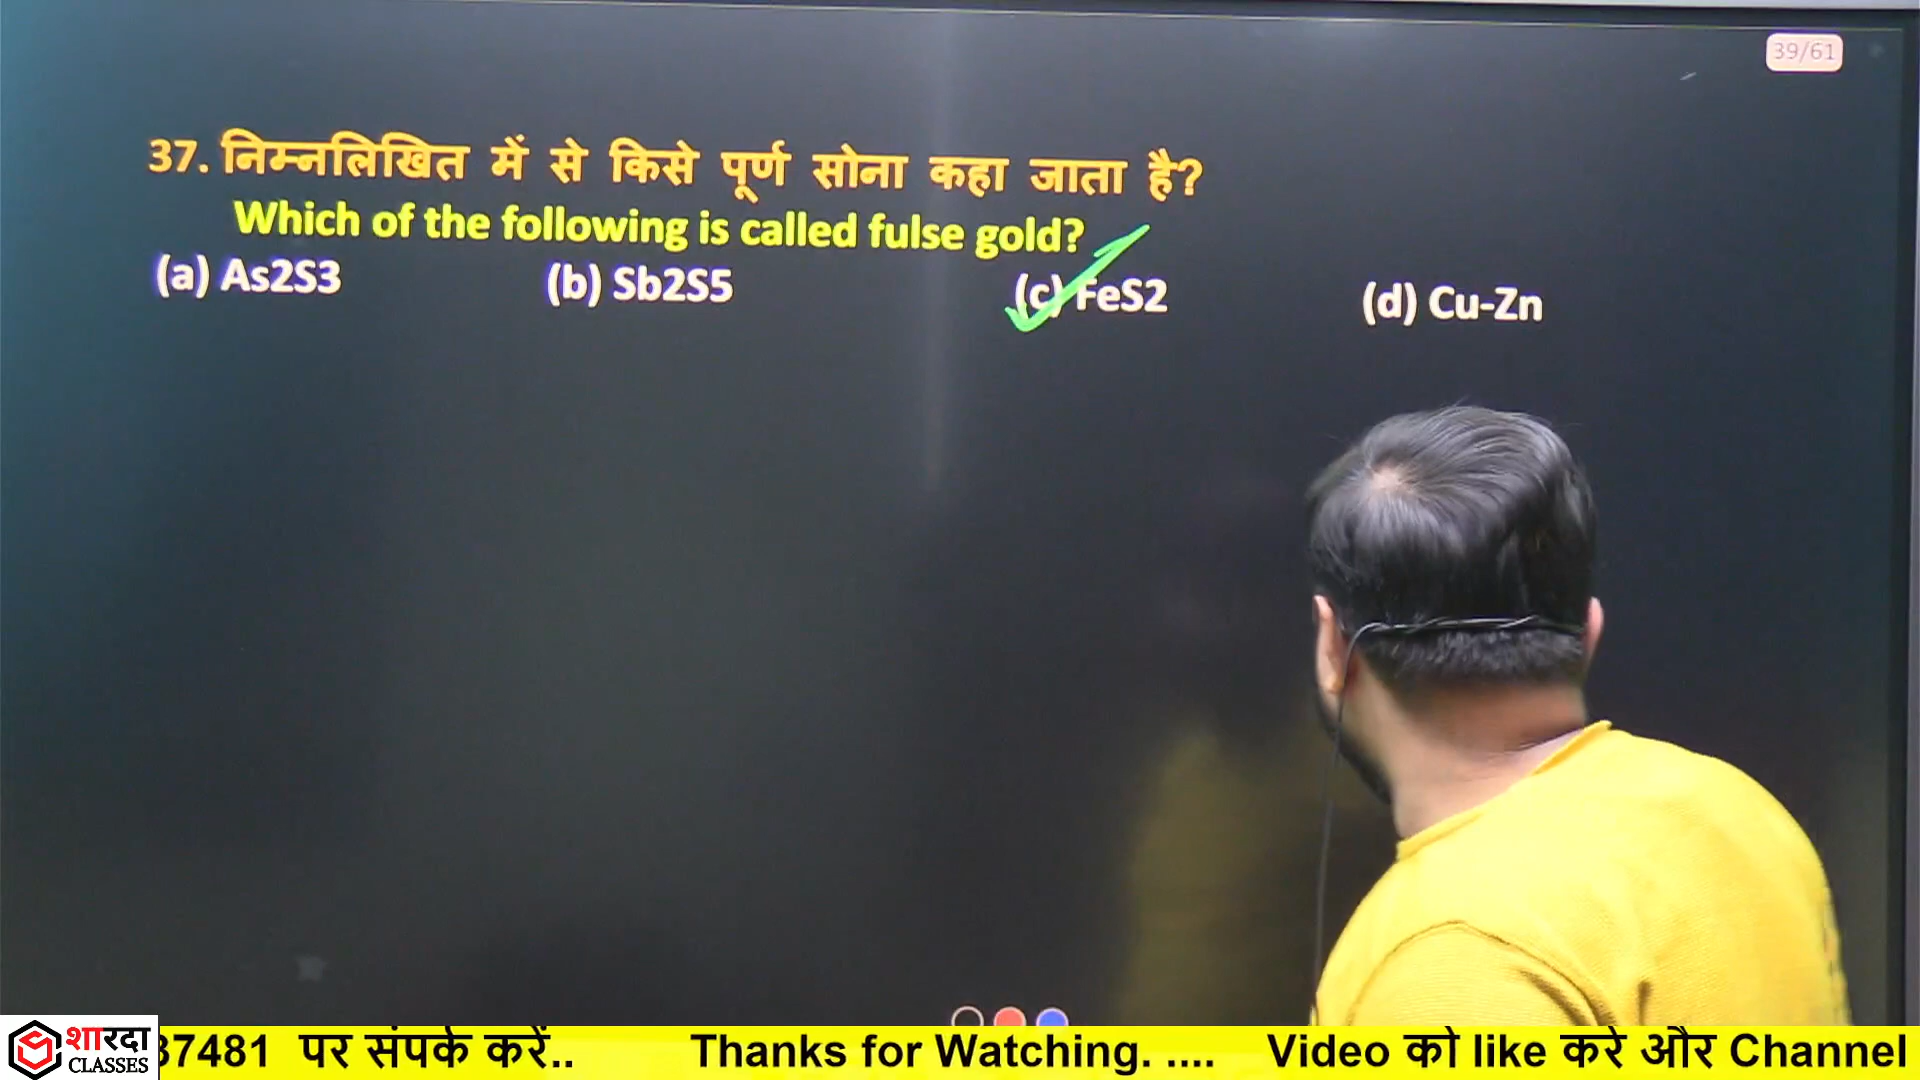 39/61
37. निम्नलिखित में से किसे पूर्ण सोना कहा जाता है?
Which of the following is called fulse gold?
(a) As2S3 (b) Sb2S5 (c) FeS2 (d) Cu-Zn
शारदा
CLASSES
37481 पर संपर्क करें.. Thanks for Watching. .... Video को like करे और Channel